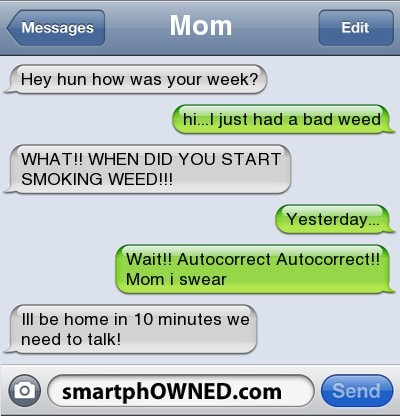 Messages
Mom
Edit
Hey hun how was your week?
hi...I just had a bad weed
WHAT!! WHEN DID YOU START
SMOKING WEED!!!
Yesterday...
Wait!! Autocorrect Autocorrect!!
Mom i swear
Ill be home in 10 minutes we
need to talk!
smartphOWNED.com
Send